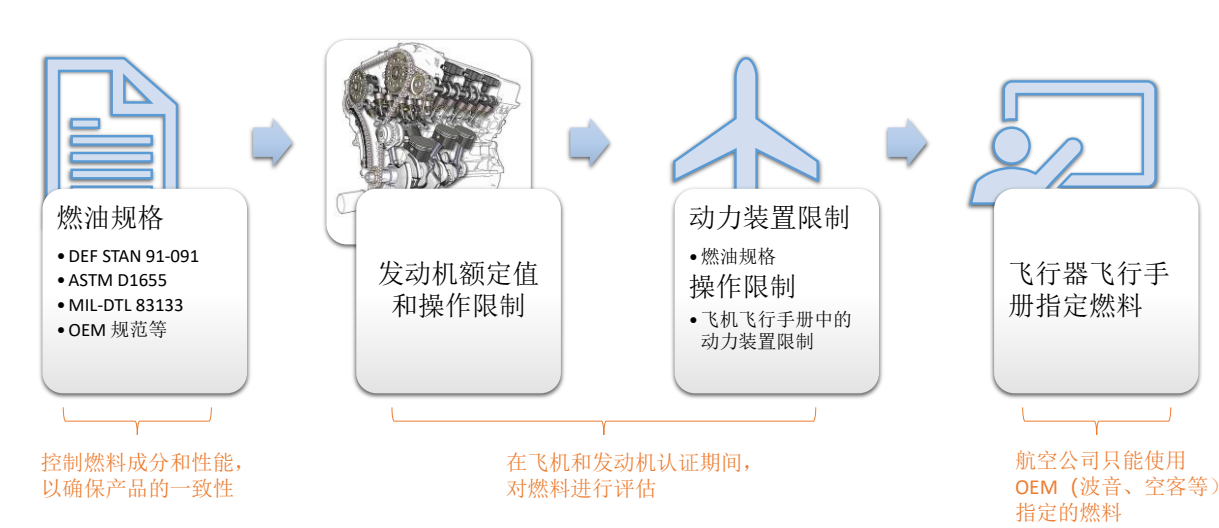 燃油规格
• DEF STAN 91-091
• ASTM D1655
• MIL-DTL 83133
• OEM 规范等
发动机额定值
和操作限制
动力装置限制
• 燃油规格
操作限制
• 飞机飞行手册中的
动力装置限制
飞行器飞行手
册指定燃料
控制燃料成分和性能，
以确保产品的一致性
在飞机和发动机认证期间，
对燃料进行评估
航空公司只能使用
OEM（波音、空客等）
指定的燃料